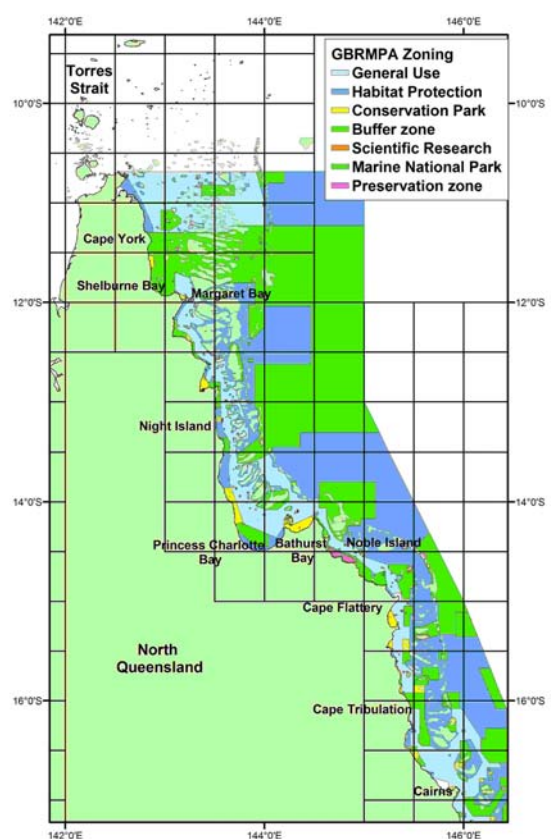 142°0'E
144°0'E
146°0'E
Torres
Strait
GBRMPA Zoning
General Use
Habitat Protection
Conservation Park
Buffer zone
Scientific Research
Marine National Park
Preservation zone
10°0'S
10°0'S
Cape York
Shelburne Bay
Margaret Bay
12°0'S
12°0'S
Night Island
14°0'S
14°0'S
Princess Charlotte
Bay
Bathurst
Bay
Noble Island
Cape Flattery
North
Queensland
16°0'S
16°0'S
Cape Tribulation
Cairns
142°0'E
144°0'E
146°0'E